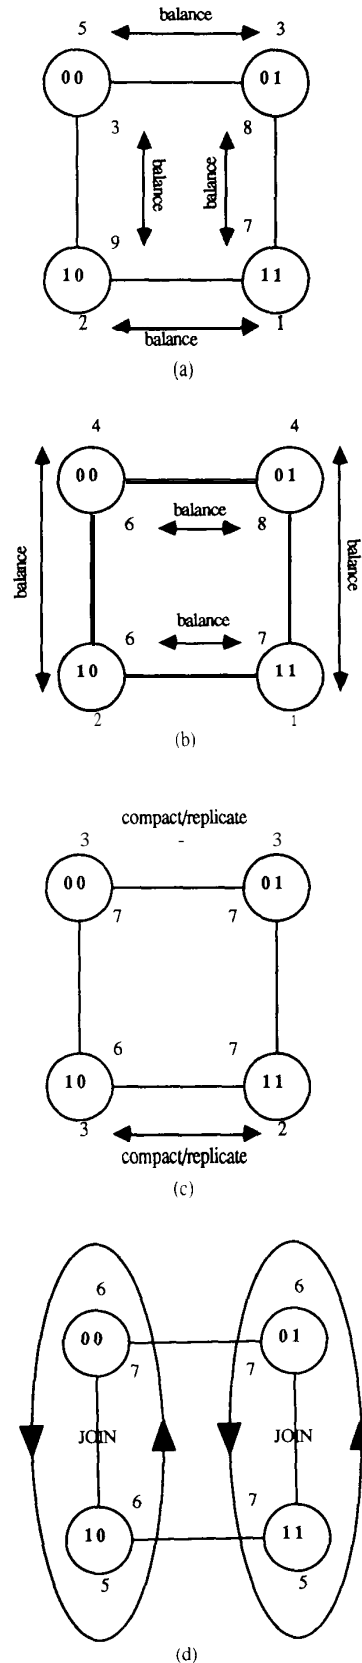 balance
5 3
00 01
3 8
balance balance
9 7
10 11
2 1
balance
(a)
4 4
00 01
6 balance 8
balance balance
6 balance 7
10 11
2 1
(b)
compact/replicate
3 - 3
00 01
7 7
6 7
10 11
3 2
compact/replicate
(c)
6 6
00 01
7 7
JOIN JOIN
6 7
10 11
5 5
(d)